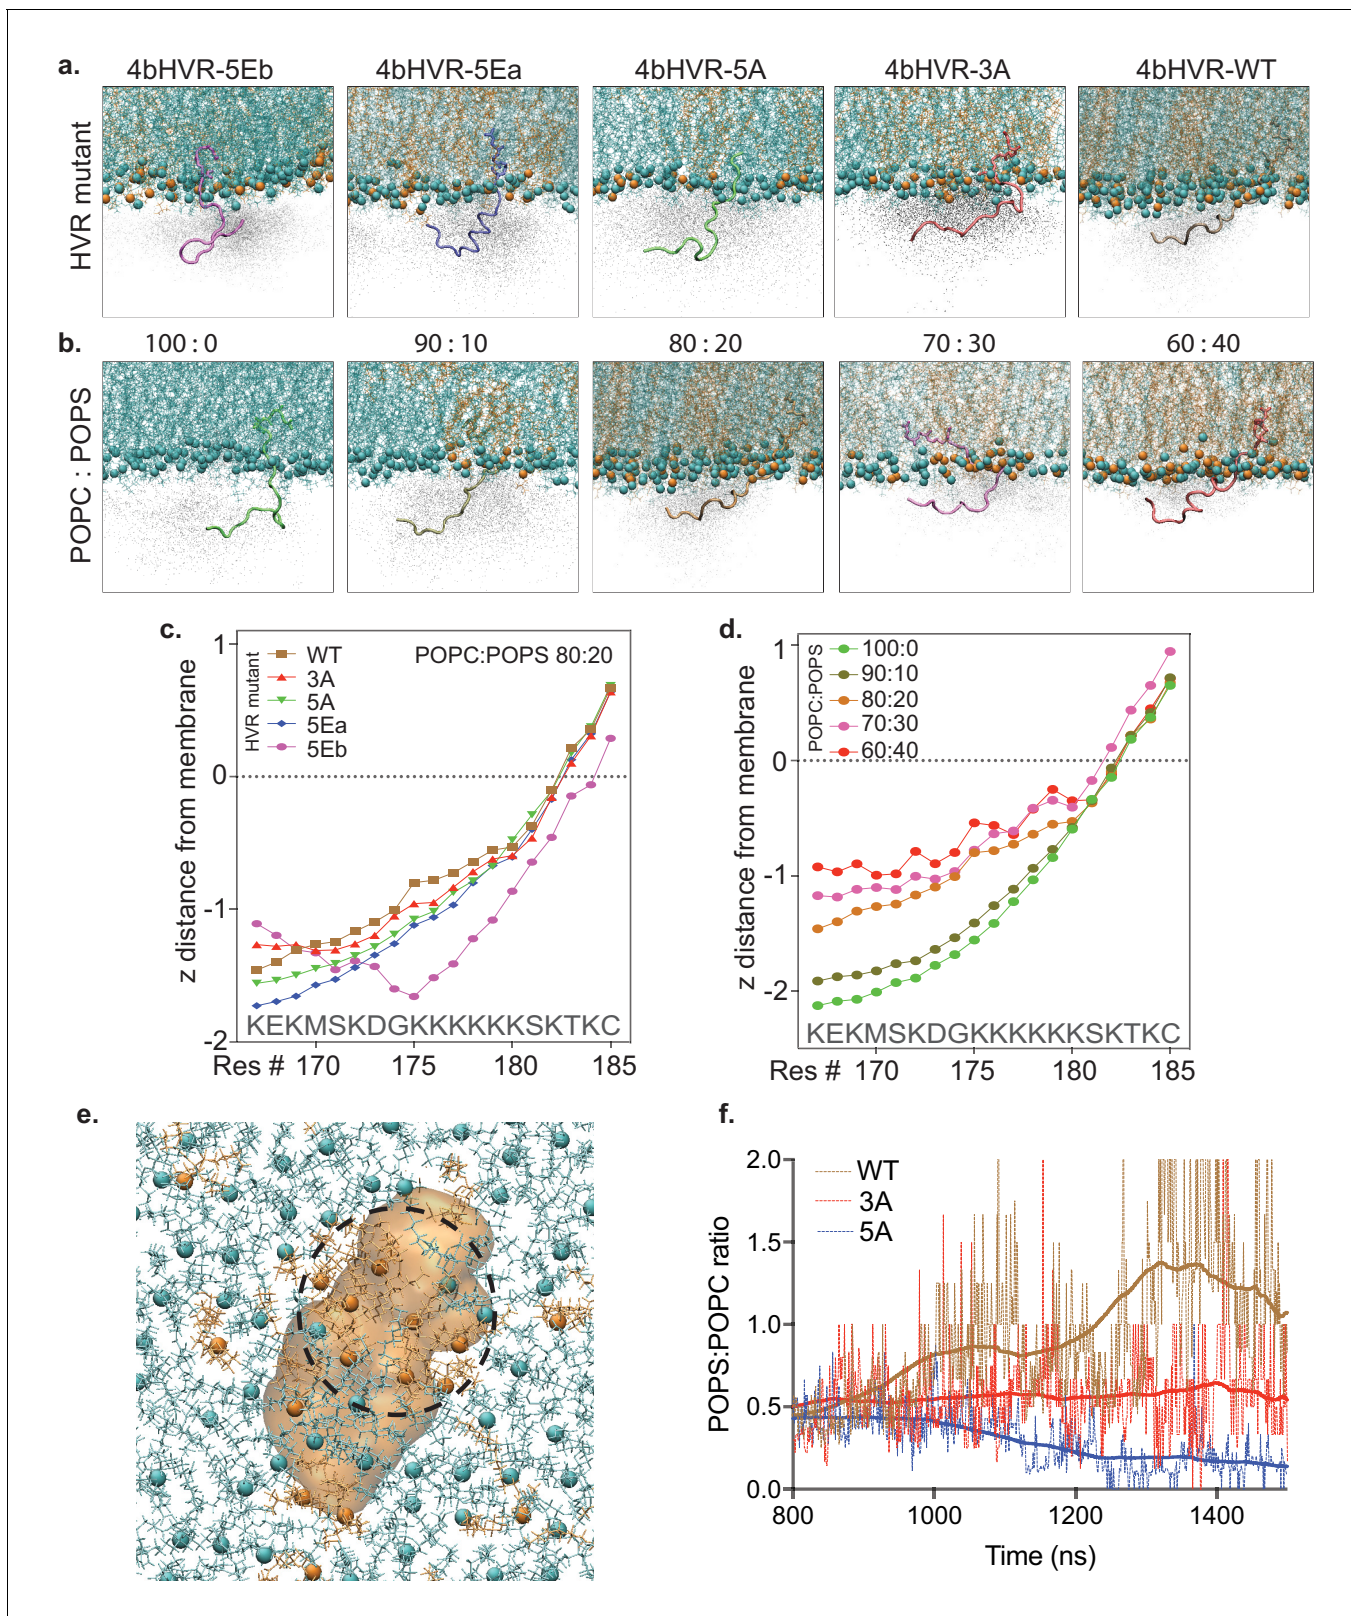 a.
4bHVR-5Eb 4bHVR-5Ea 4bHVR-5A 4bHVR-3A 4bHVR-WT
HVR mutant
b.
100 : 0 90 : 10 80 : 20 70 : 30 60 : 40
POPC : POPS
c.
z distance from membrane
1
0
-1
-2
HVR mutant
WT
3A
5A
5Ea
5Eb
POPC:POPS 80:20
KEKMSKDGKKKKKKSKTKC
Res # 170 175 180 185
d.
z distance from membrane
1
0
-1
-2
POPC:POPS
100:0
90:10
80:20
70:30
60:40
KEKMSKDGKKKKKKSKTKC
Res # 170 175 180 185
e.
f.
POPS:POPC ratio
2.0
1.5
1.0
0.5
0.0
WT
3A
5A
800 1000 1200 1400
Time (ns)